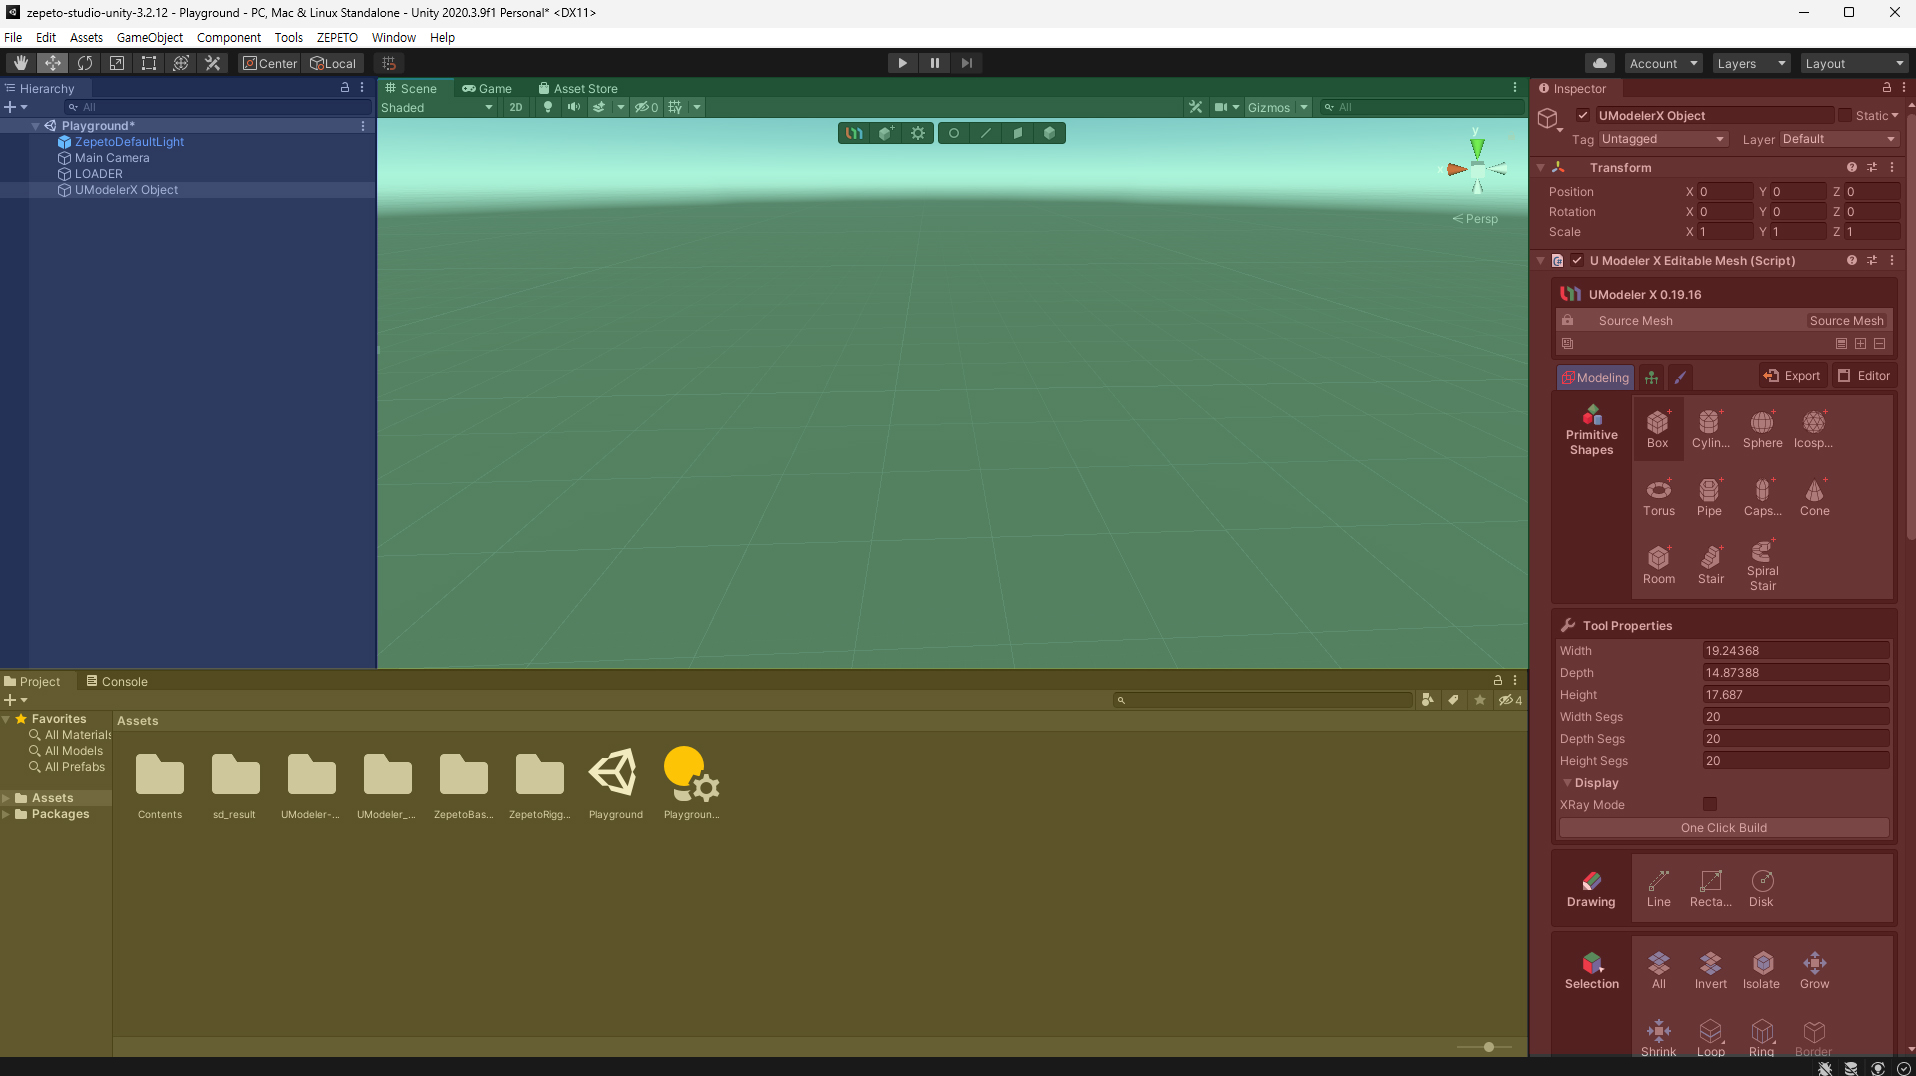 zepeto-studio-unity-3.2.12 - Playground - PC, Mac & Linux Standalone - Unity 2020.3.9f1 Personal* <DX11>
File Edit Assets GameObject Component Tools ZEPETO Window Help
Center Local Account Layers Layout
Hierarchy
All
Playground*
ZepetoDefaultLight
Main Camera
LOADER
UModelerX Object
Scene Game Asset Store
Shaded 2D 0 Gizmos All
y
x
Persp
Inspector
UModelerX Object Static
Tag Untagged Layer Default
Transform
Position X 0 Y 0 Z 0
Rotation X 0 Y 0 Z 0
Scale X 1 Y 1 Z 1
U Modeler X Editable Mesh (Script)
UModeler X 0.19.16
Source Mesh Source Mesh
Modeling Export Editor
Primitive
Shapes
Box Cylin... Sphere Icosp...
Torus Pipe Caps... Cone
Room Stair Spiral
Stair
Tool Properties
Width 19.24368
Depth 14.87388
Height 17.687
Width Segs 20
Depth Segs 20
Height Segs 20
Display
XRay Mode
One Click Build
Drawing
Line Recta... Disk
Selection
All Invert Isolate Grow
Shrink Loop Ring Border
Project Console
4
Favorites
All Materials
All Models
All Prefabs
Assets
Packages
Assets
Contents sd_result UModeler-... UModeler_... ZepetoBas... ZepetoRigg... Playground Playgroun...